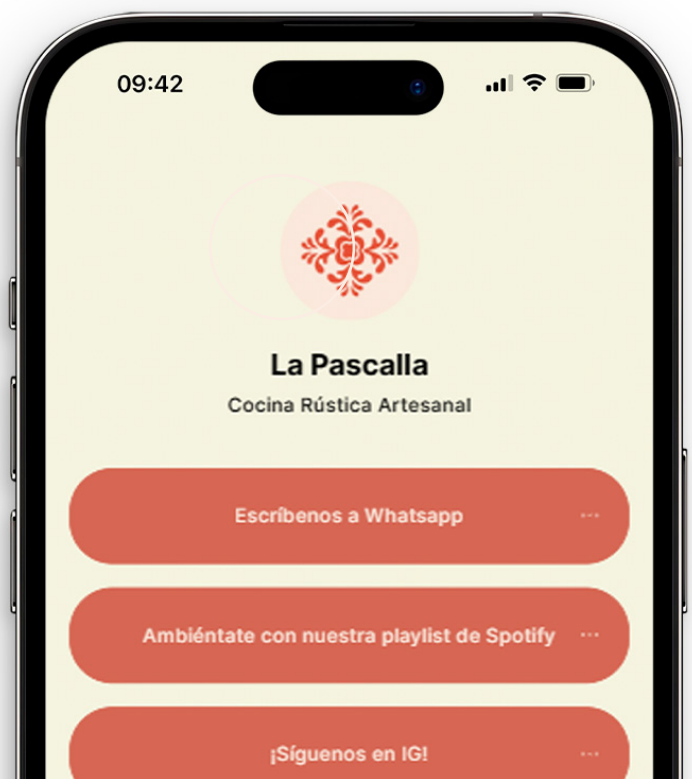 09:42
La Pascalla
Cocina Rústica Artesanal
Escríbenos a Whatsapp
Ambiéntate con nuestra playlist de Spotify
¡Síguenos en IG!